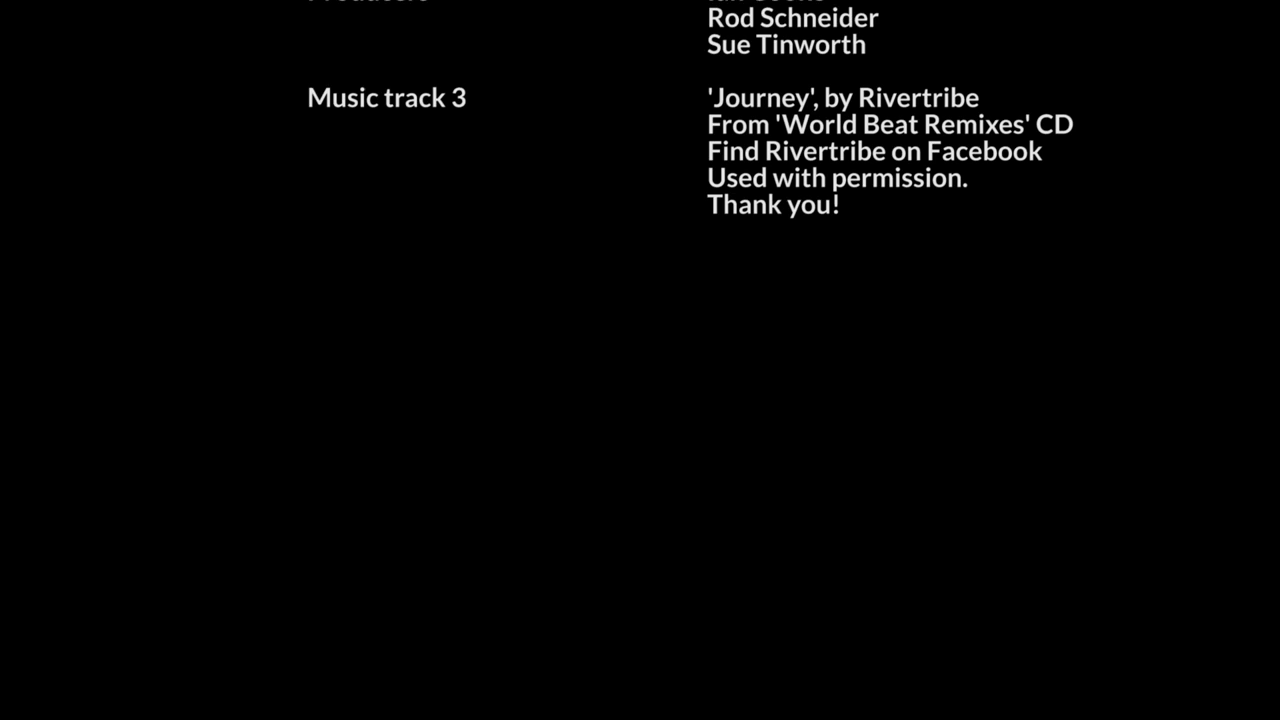 Rod Schneider
Sue Tinworth
Music track 3
'Journey', by Rivertribe
From 'World Beat Remixes' CD
Find Rivertribe on Facebook
Used with permission.
Thank you!